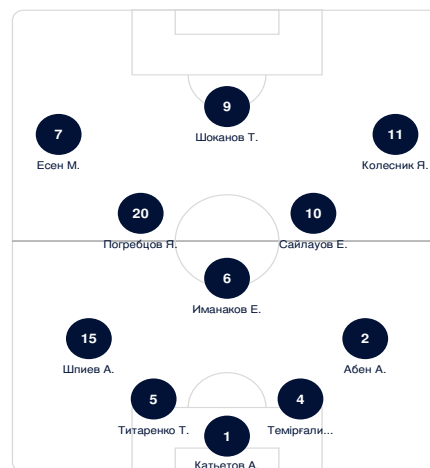 9
Шоканов Т.
7
Есен М.
11
Колесник Я.
20
Погребцов Я.
10
Сайлауов Е.
6
Иманаков Е.
15
Шпиев А.
2
Абен А.
5
Титаренко Т.
4
Темірғали...
1
Катьетов А.